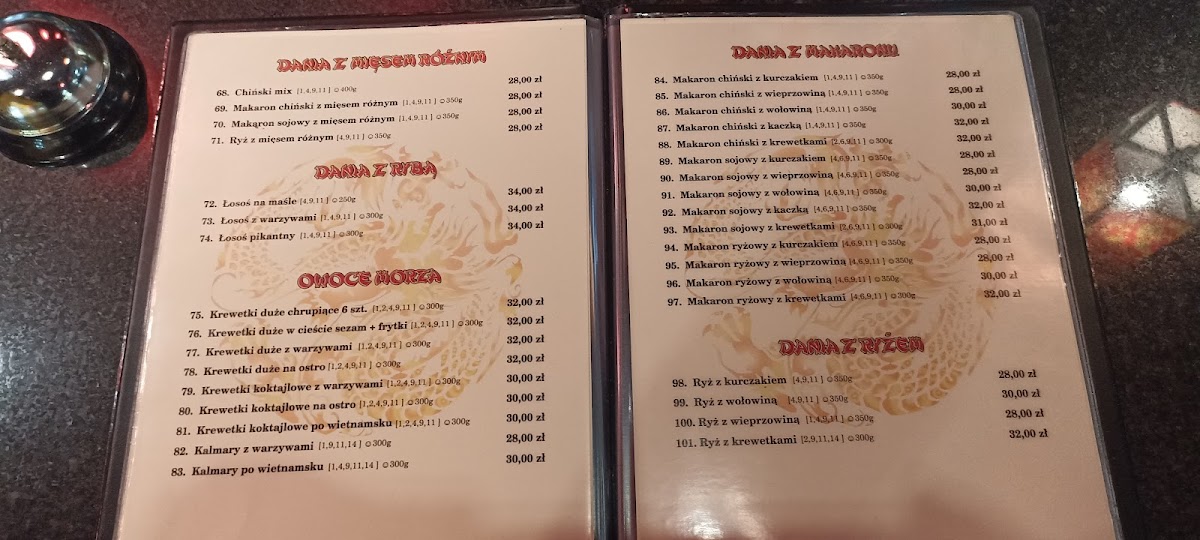 DANIA Z MIĘSEM RÓŻNYM
68. Chiński mix [1,4,9,11] ☺400g 28,00 zł
69. Makaron chiński z mięsem różnym [1,4,9,11] ☺350g 28,00 zł
70. Makaron sojowy z mięsem różnym [1,4,9,11] ☺350g 28,00 zł
71. Ryż z mięsem różnym [4,9,11] ☺350g 28,00 zł
DANIA Z RYBĄ
72. Łosoś na maśle [4,9,11] ☺250g 34,00 zł
73. Łosoś z warzywami [1,4,9,11] ☺300g 34,00 zł
74. Łosoś pikantny [1,4,9,11] ☺300g 34,00 zł
OWOCE MORZA
75. Krewetki duże chrupiące 6 szt. [1,2,4,9,11] ☺300g 32,00 zł
76. Krewetki duże w cieście sezam + frytki [1,2,4,9,11] ☺300g 32,00 zł
77. Krewetki duże z warzywami [1,2,4,9,11] ☺300g 32,00 zł
78. Krewetki duże na ostro [1,2,4,9,11] ☺300g 32,00 zł
79. Krewetki koktajlowe z warzywami [1,2,4,9,11] ☺300g 30,00 zł
80. Krewetki koktajlowe na ostro [1,2,4,9,11] ☺300g 30,00 zł
81. Krewetki koktajlowe po wietnamsku [1,2,4,9,11] ☺300g 30,00 zł
82. Kalmary z warzywami [1,9,11,14] ☺300g 28,00 zł
83. Kalmary po wietnamsku [1,4,9,11,14] ☺300g 30,00 zł
DANIA Z MAKARONU
84. Makaron chiński z kurczakiem [1,4,9,11] ☺350g 28,00 zł
85. Makaron chiński z wieprzowiną [1,4,9,11] ☺350g 28,00 zł
86. Makaron chiński z wołowiną [1,4,9,11] ☺350g 30,00 zł
87. Makaron chiński z kaczką [1,4,9,11] ☺350g 32,00 zł
88. Makaron chiński z krewetkami [2,6,9,11] ☺300g 32,00 zł
89. Makaron sojowy z kurczakiem [4,6,9,11] ☺350g 28,00 zł
90. Makaron sojowy z wieprzowiną [4,6,9,11] ☺350g 28,00 zł
91. Makaron sojowy z wołowiną [4,6,9,11] ☺350g 30,00 zł
92. Makaron sojowy z kaczką [4,6,9,11] ☺350g 32,00 zł
93. Makaron sojowy z krewetkami [2,6,9,11] ☺300g 31,00 zł
94. Makaron ryżowy z kurczakiem [4,6,9,11] ☺350g 28,00 zł
95. Makaron ryżowy z wieprzowiną [4,6,9,11] ☺350g 28,00 zł
96. Makaron ryżowy z wołowiną [4,6,9,11] ☺350g 30,00 zł
97. Makaron ryżowy z krewetkami [4,6,9,11] ☺300g 32,00 zł
DANIA Z RYŻEM
98. Ryż z kurczakiem [4,9,11] ☺350g 28,00 zł
99. Ryż z wołowiną [4,9,11] ☺350g 30,00 zł
100. Ryż z wieprzowiną [1,4,9,11] ☺350g 28,00 zł
101. Ryż z krewetkami [2,9,11,14] ☺300g 32,00 zł